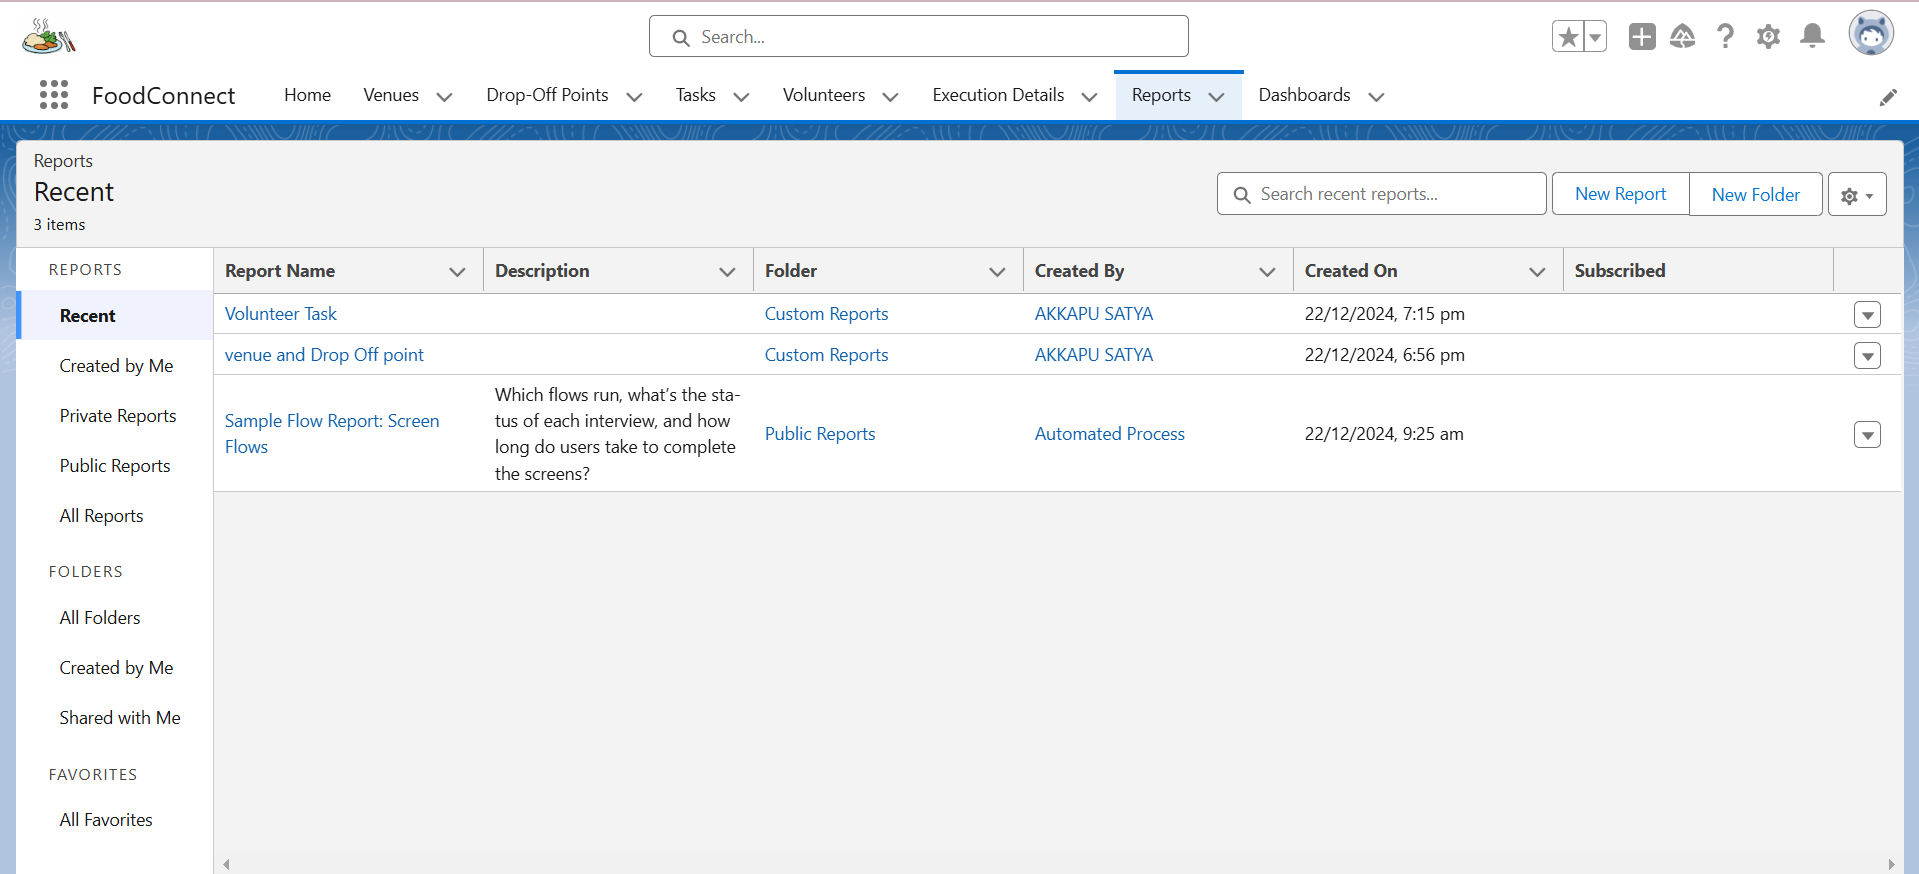 Search...
FoodConnect
Home
Venues
Drop-Off Points
Tasks
Volunteers
Execution Details
Reports
Dashboards
Reports
Recent
3 items
Search recent reports...
New Report
New Folder
REPORTS
Recent
Created by Me
Private Reports
Public Reports
All Reports
FOLDERS
All Folders
Created by Me
Shared with Me
FAVORITES
All Favorites
Report Name
Description
Folder
Created By
Created On
Subscribed
Volunteer Task
Custom Reports
AKKAPU SATYA
22/12/2024, 7:15 pm
venue and Drop Off point
Custom Reports
AKKAPU SATYA
22/12/2024, 6:56 pm
Sample Flow Report: Screen
Flows
Which flows run, what’s the sta-
tus of each interview, and how
long do users take to complete
the screens?
Public Reports
Automated Process
22/12/2024, 9:25 am